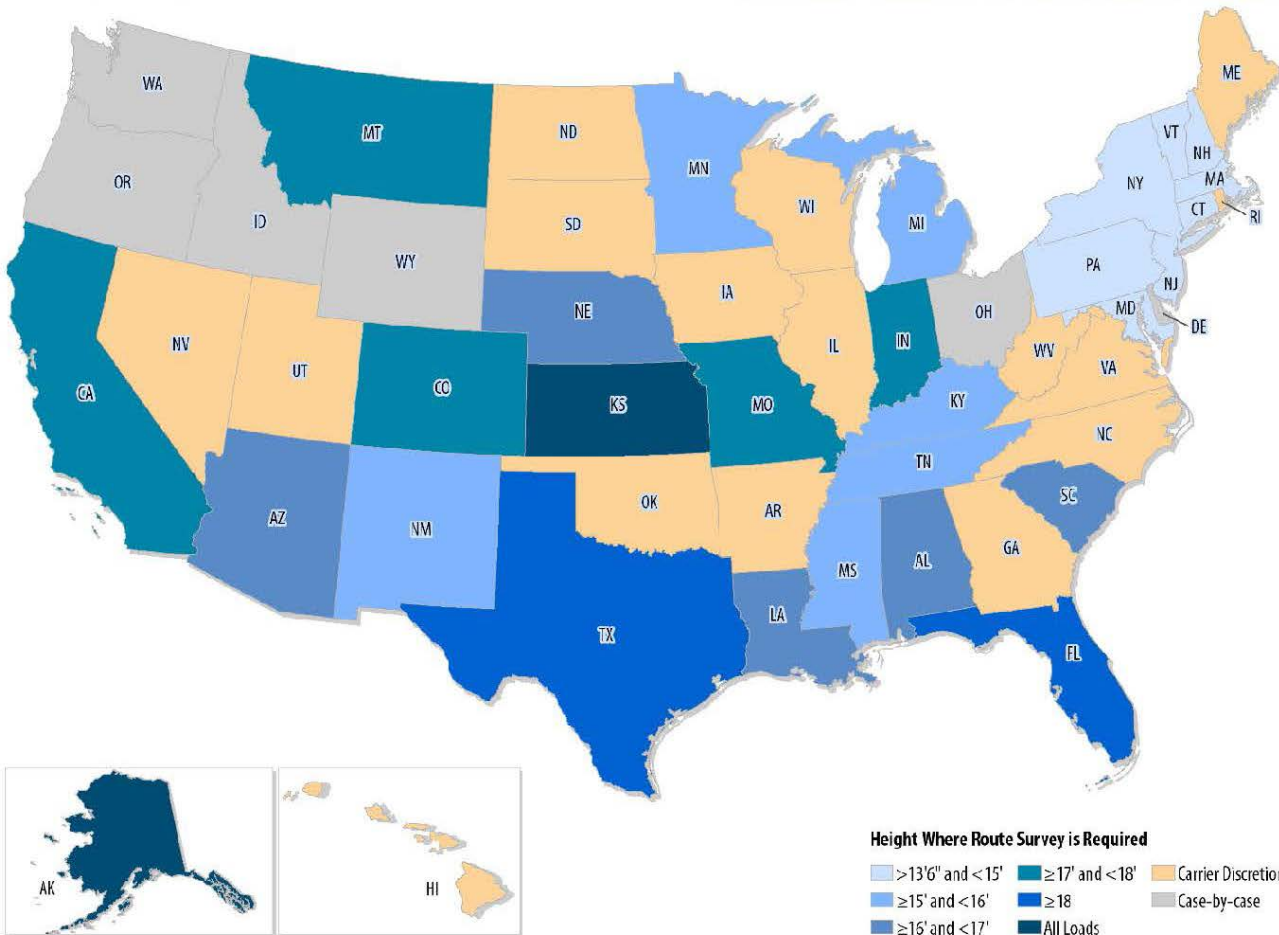 WA
MT
ND
MN
ME
VT
NH
OR
ID
WY
SD
WI
MI
NY
MA
CT
RI
NV
UT
CO
NE
IA
IL
IN
OH
PA
NJ
MD
DE
WV
VA
CA
KS
MO
KY
NC
TN
AZ
NM
OK
AR
SC
MS
AL
GA
LA
TX
FL
AK
HI
Height Where Route Survey is Required
>13'6" and <15' ≥17' and <18' Carrier Discretion
≥15' and <16' ≥18 Case-by-case
≥16' and <17' All Loads